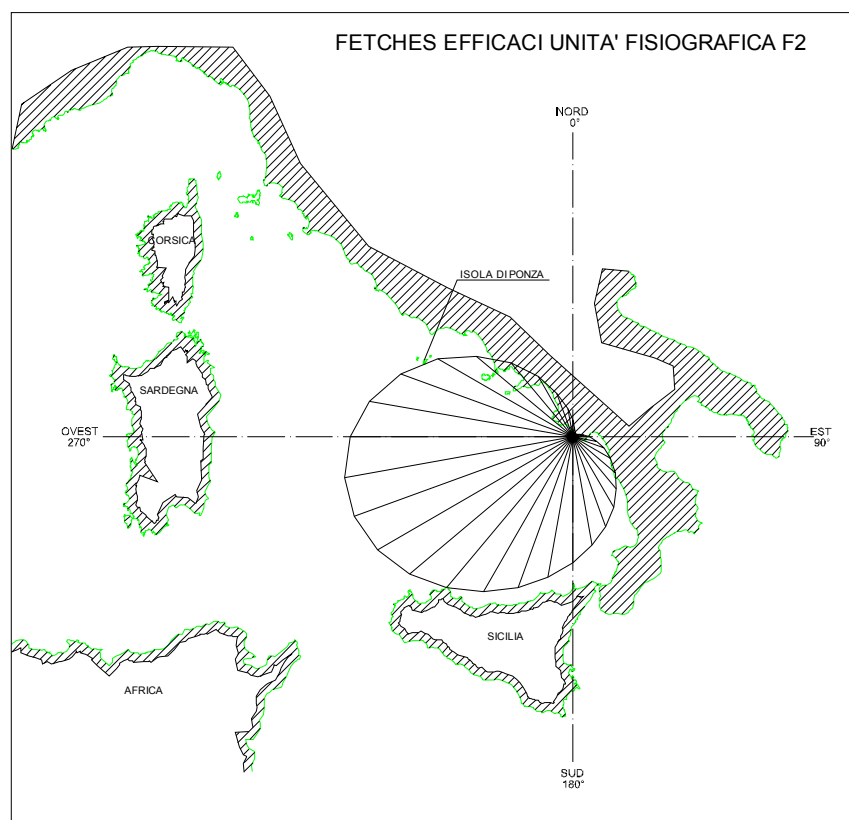 FETCHES EFFICACI UNITA' FISIOGRAFICA F2
NORD
0°
CORSICA
ISOLA DI PONZA
SARDEGNA
OVEST
270°
EST
90°
SICILIA
AFRICA
SUD
180°